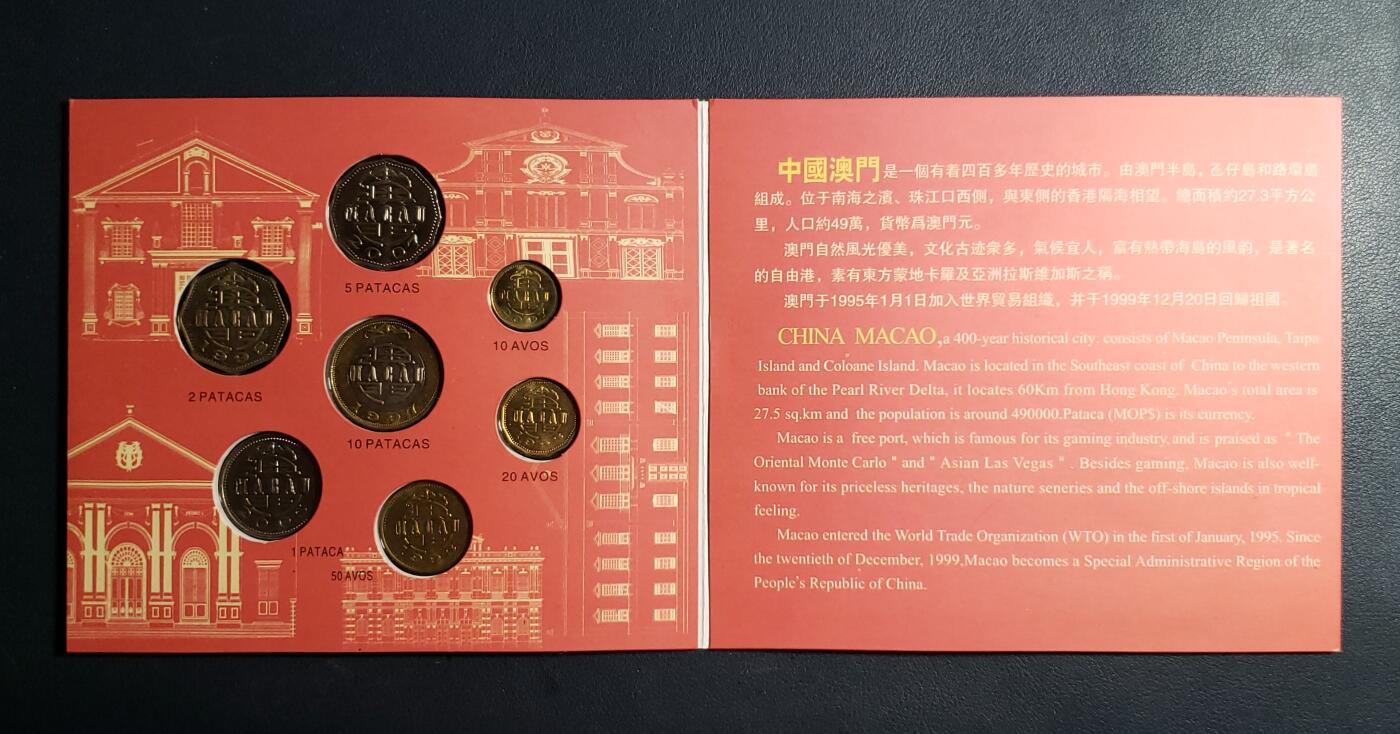 澳門
MACAU
2007
5 PATACAS
澳門
MACAU
1998
2 PATACAS
澳門
MACAU
1997
10 PATACAS
MACAU
10 AVOS
MACAU
20 AVOS
MACAU
1 PATACA
MACAU
50 AVOS
中國澳門是一個有着四百多年歷史的城市。由澳門半島，氹仔島和路環島
組成。位于南海之濱、珠江口西側，與東側的香港隔海相望。總面積約27.3平方公
里，人口約49萬，貨幣爲澳門元。
澳門自然風光優美，文化古迹衆多，氣候宜人，富有熱帶海島的風韵，是著名
的自由港，素有東方蒙地卡羅及亞洲拉斯維加斯之稱。
澳門于1995年1月1日加入世界貿易組織，并于1999年12月20日回歸祖國。
CHINA MACAO,a 400-year historical city. consists of Macao Peninsula, Taipa
Island and Coloane Island. Macao is located in the Southeast coast of China to the western
bank of the Pearl River Delta, it locates 60Km from Hong Kong. Macao's total area is
27.5 sq.km and the population is around 490000.Pataca (MOP$) is its currency.
Macao is a free port, which is famous for its gaming industry,and is praised as " The
Oriental Monte Carlo " and " Asian Las Vegas " . Besides gaming, Macao is also well-
known for its priceless heritages, the nature seneries and the off-shore islands in tropical
feeling.
Macao entered the World Trade Organization (WTO) in the first of January, 1995. Since
the twentieth of December, 1999,Macao becomes a Special Administrative Region of the
People's Republic of China.